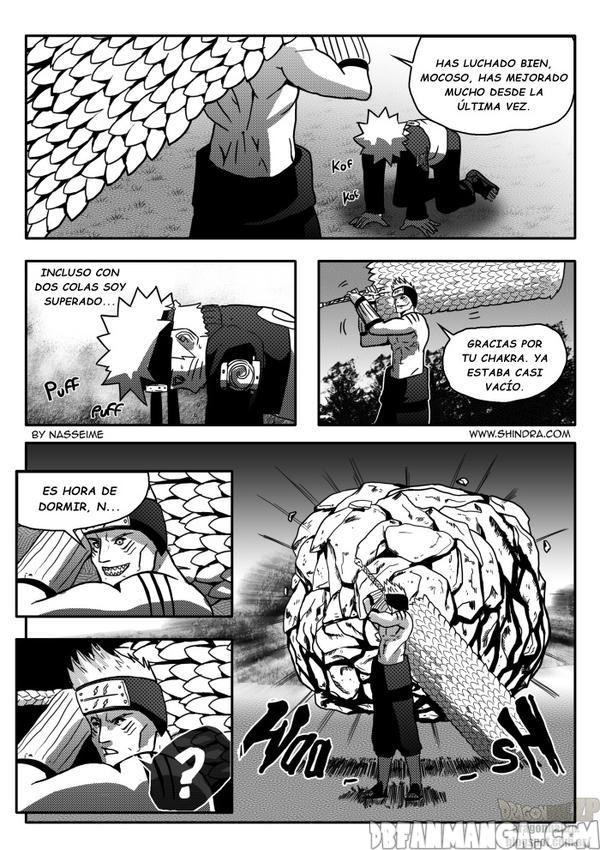 HAS LUCHADO BIEN,
MOCOSO, HAS MEJORADO
MUCHO DESDE LA
ÚLTIMA VEZ.
KOF
KOF
INCLUSO CON
DOS COLAS SOY
SUPERADO...
PUFF
PUFF
GRACIAS POR
TU CHAKRA. YA
ESTABA CASI
VACÍO.
BY NASSEIME
WWW.SHINDRA.COM
ES HORA DE
DORMIR, N...
?
Waa
_sH
DBFANMANGA.COM